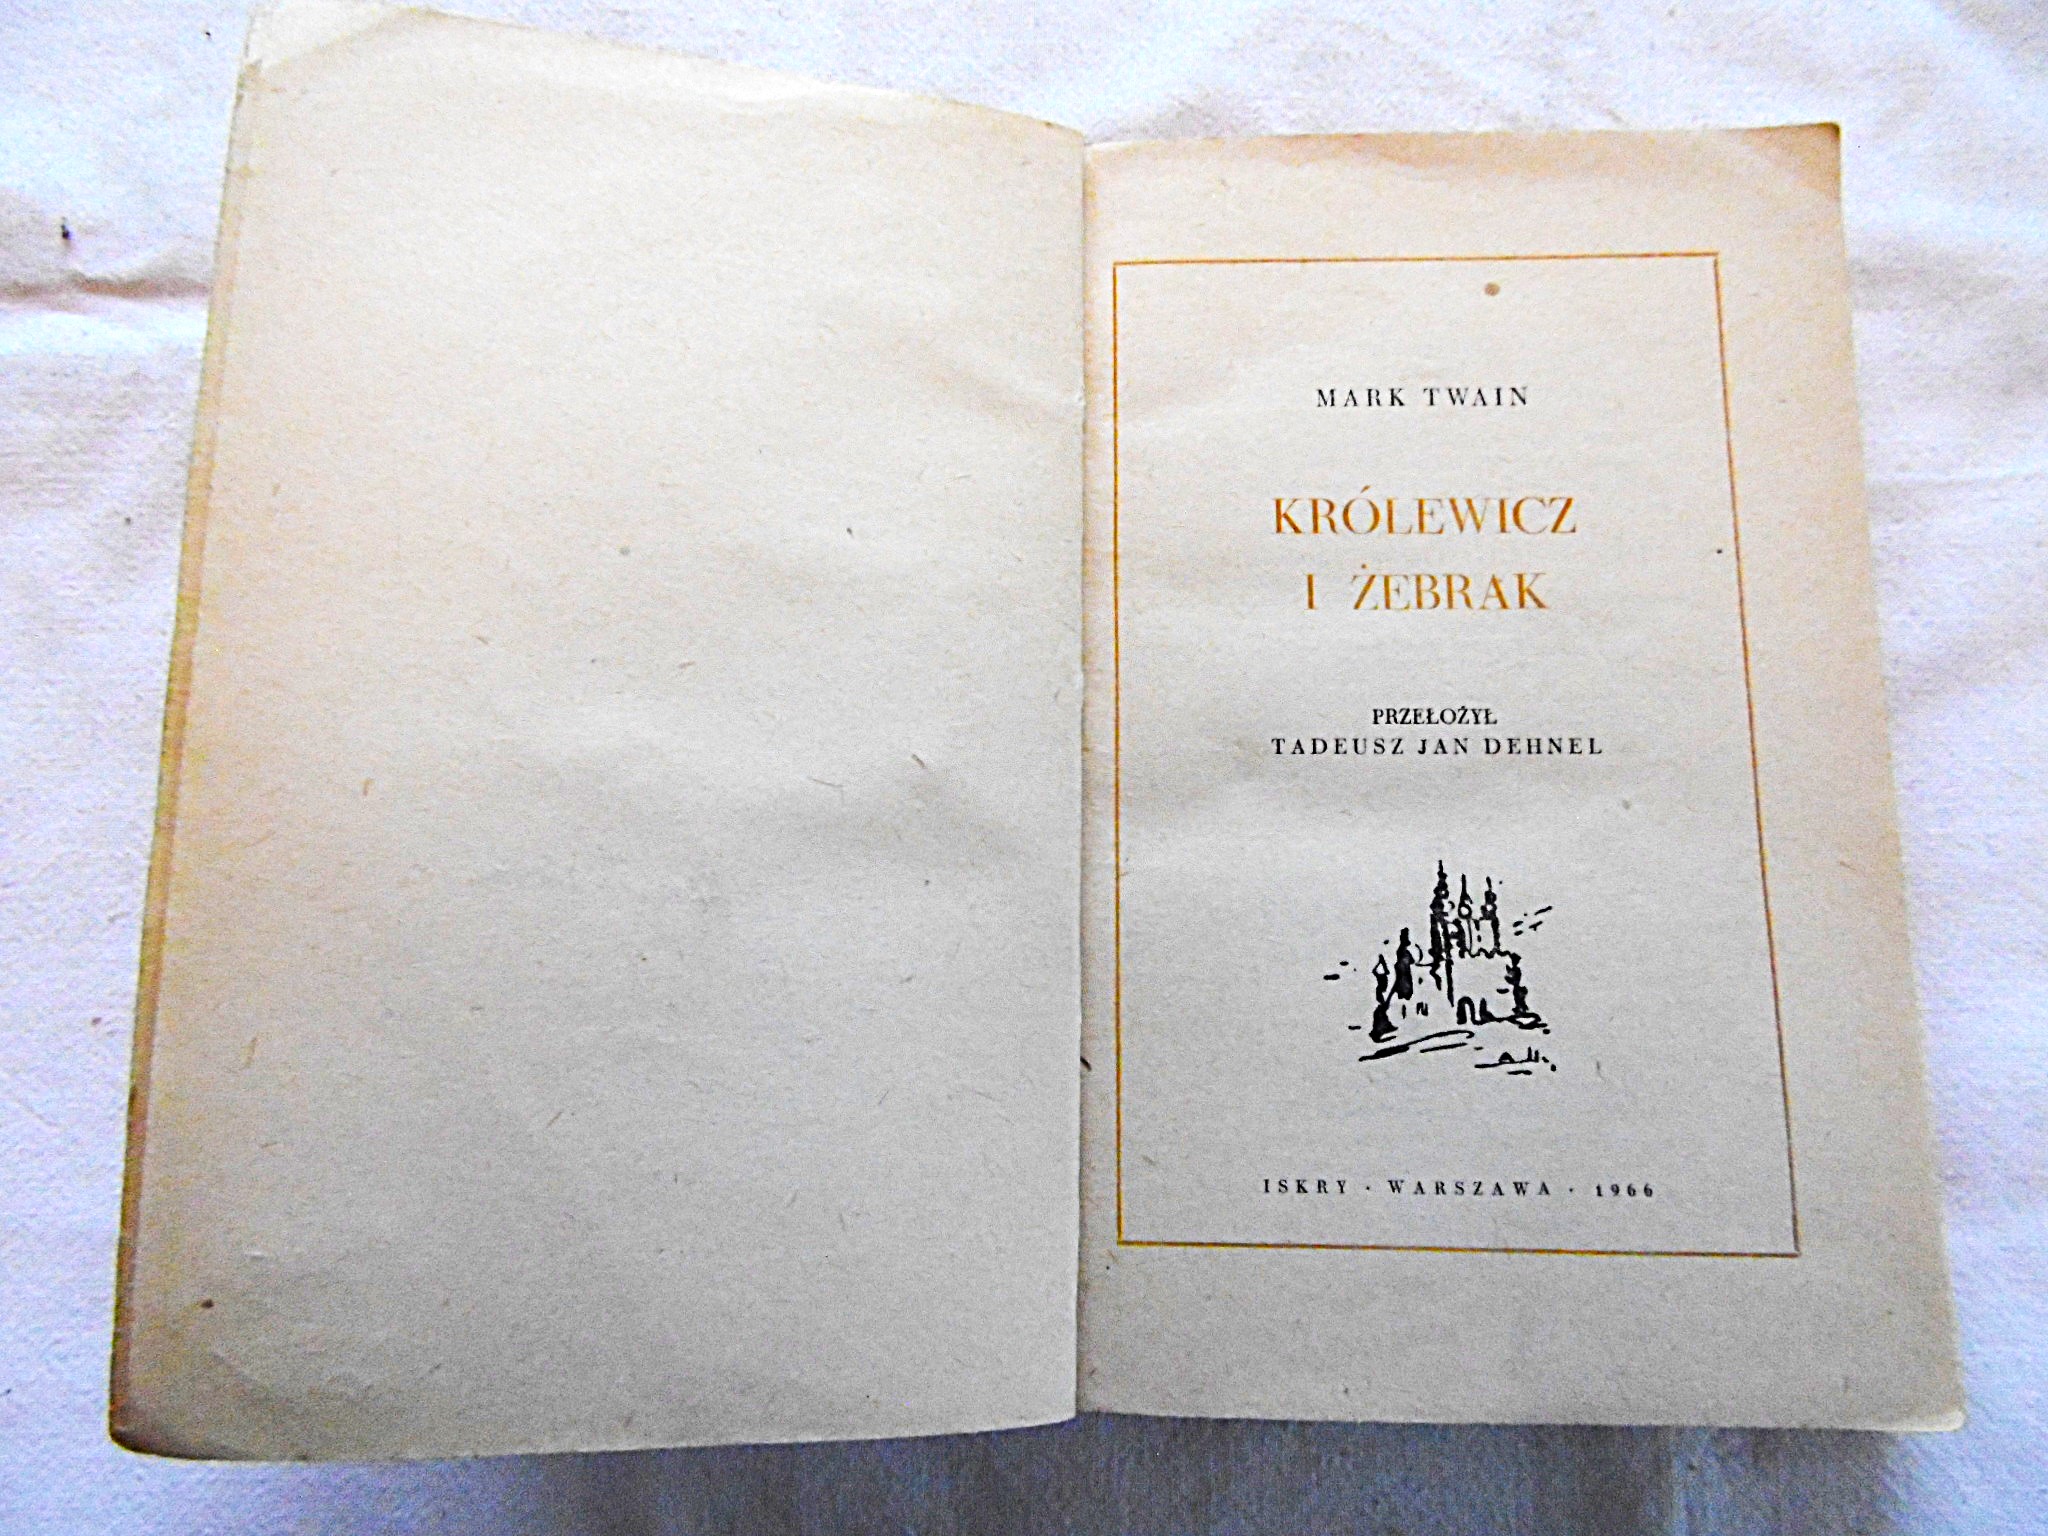 MARK TWAIN
KRÓLEWICZ
I ŻEBRAK
PRZEŁOŻYŁ
TADEUSZ JAN DEHNEL
ISKRY · WARSZAWA · 1966